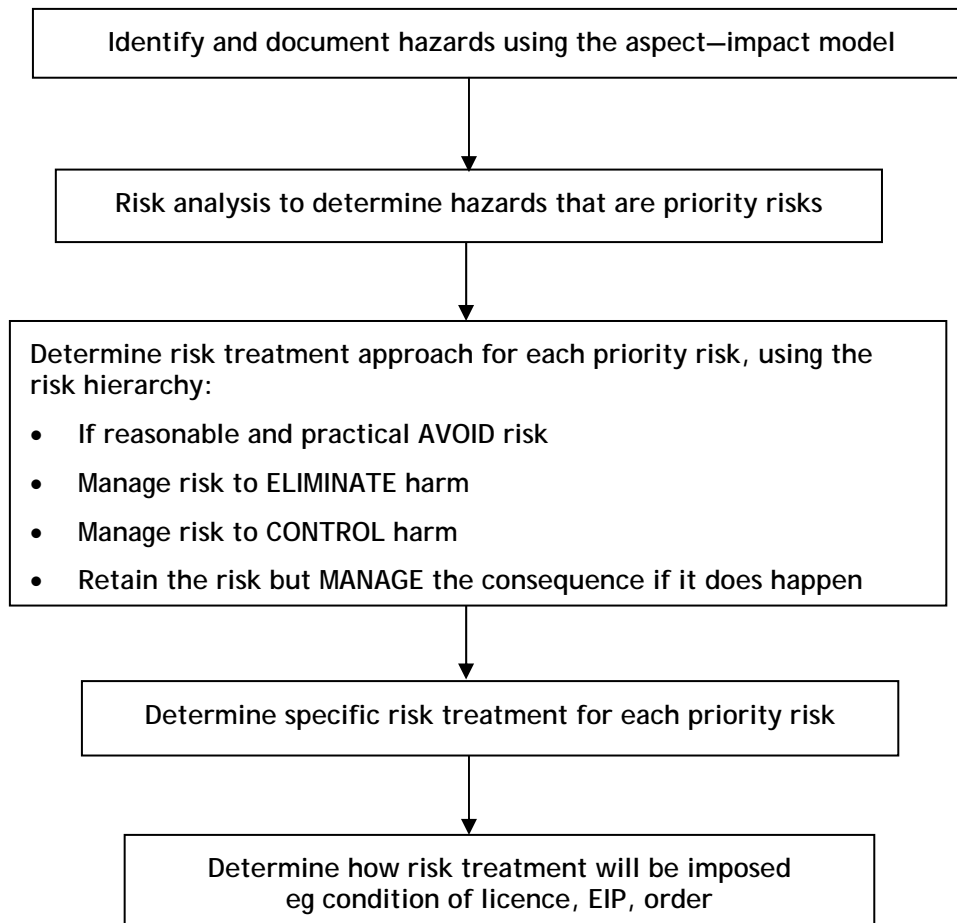 Identify and document hazards using the aspect—impact model
Risk analysis to determine hazards that are priority risks
Determine risk treatment approach for each priority risk, using the
risk hierarchy:
• If reasonable and practical AVOID risk
• Manage risk to ELIMINATE harm
• Manage risk to CONTROL harm
• Retain the risk but MANAGE the consequence if it does happen
Determine specific risk treatment for each priority risk
Determine how risk treatment will be imposed
eg condition of licence, EIP, order